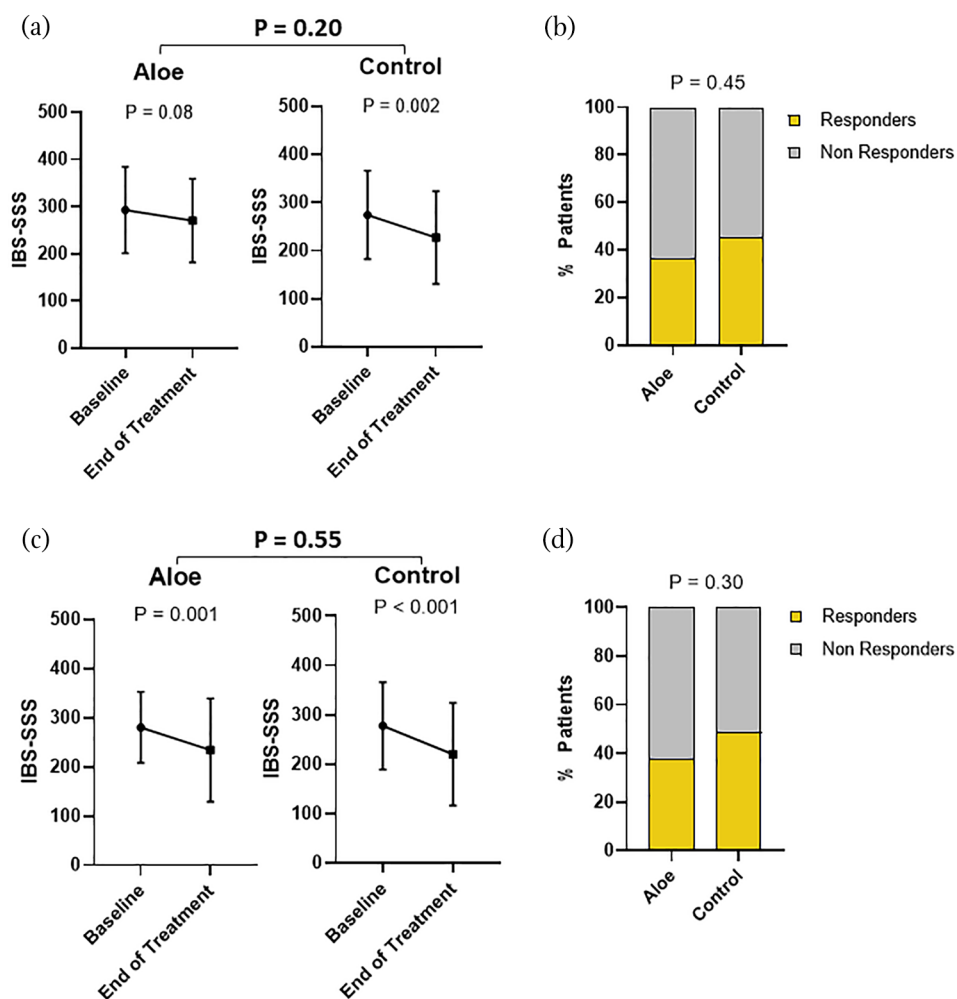 (a)
P = 0.20
Aloe
Control
P = 0.08
P = 0.002
IBS-SSS
500
400
300
200
100
0
Baseline
End of Treatment
IBS-SSS
500
400
300
200
100
0
Baseline
End of Treatment
(b)
P = 0.45
% Patients
100
80
60
40
20
0
Aloe
Control
Responders
Non Responders
(c)
P = 0.55
Aloe
Control
P = 0.001
P < 0.001
IBS-SSS
500
400
300
200
100
0
Baseline
End of Treatment
IBS-SSS
500
400
300
200
100
0
Baseline
End of Treatment
(d)
P = 0.30
% Patients
100
80
60
40
20
0
Aloe
Control
Responders
Non Responders